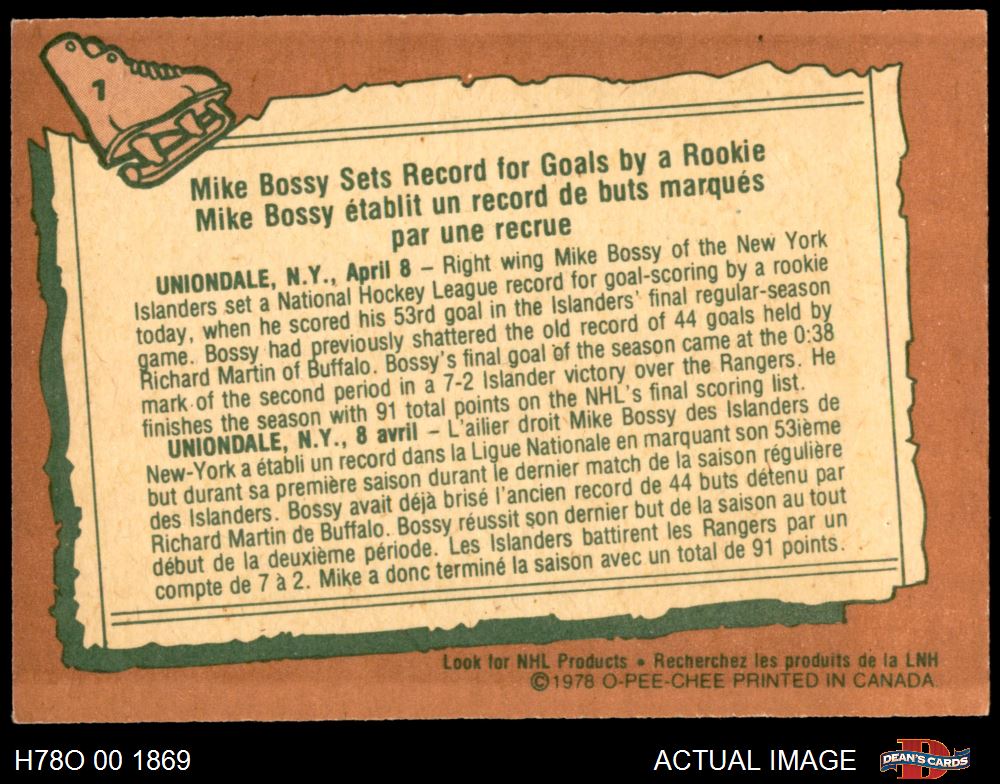 1
Mike Bossy Sets Record for Goals by a Rookie
Mike Bossy établit un record de buts marqués
par une recrue
UNIONDALE, N.Y., April 8 – Right wing Mike Bossy of the New York
Islanders set a National Hockey League record for goal-scoring by a rookie
today, when he scored his 53rd goal in the Islanders' final regular-season
game. Bossy had previously shattered the old record of 44 goals held by
Richard Martin of Buffalo. Bossy's final goal of the season came at the 0:38
mark of the second period in a 7-2 Islander victory over the Rangers. He
finishes the season with 91 total points on the NHL's final scoring list.
UNIONDALE, N.Y., 8 avril – L'ailier droit Mike Bossy des Islanders de
New-York a établi un record dans la Ligue Nationale en marquant son 53ième
but durant sa première saison durant le dernier match de la saison régulière
des Islanders. Bossy avait déjà brisé l'ancien record de 44 buts détenu par
Richard Martin de Buffalo. Bossy réussit son dernier but de la saison au tout
début de la deuxième période. Les Islanders battirent les Rangers par un
compte de 7 à 2. Mike a donc terminé la saison avec un total de 91 points.
Look for NHL Products • Recherchez les produits de la LNH
©1978 O-PEE-CHEE PRINTED IN CANADA.
H78O 00 1869
ACTUAL IMAGE
D
DEAN'S CARDS